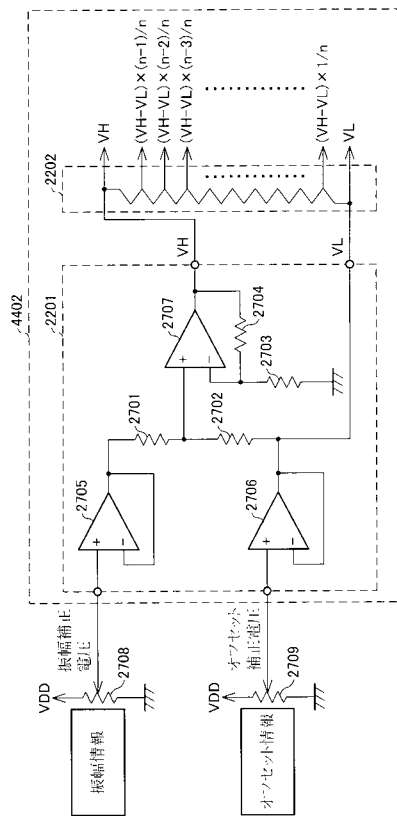 4402
2201
2202
VDD
振幅補正
電圧
2708
振幅情報
VDD
オフセット
補正電圧
2709
オフセット情報
2705
+
−
2706
+
−
2701
2702
2707
+
−
2704
2703
VH
VL
VH
(VH-VL)×(n-1)/n
(VH-VL)×(n-2)/n
(VH-VL)×(n-3)/n
(VH-VL)×1/n
VL